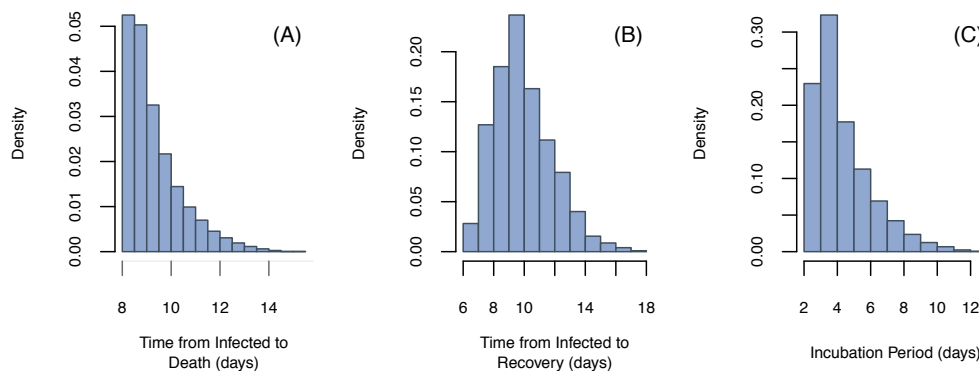 (A)
0.05
0.04
0.03
0.02
0.01
0.00
Density
8 10 12 14
Time from Infected to
Death (days)
(B)
0.20
0.15
0.10
0.05
0.00
Density
6 8 10 14 18
Time from Infected to
Recovery (days)
(C)
0.30
0.20
0.10
0.00
Density
2 4 6 8 10 12
Incubation Period (days)